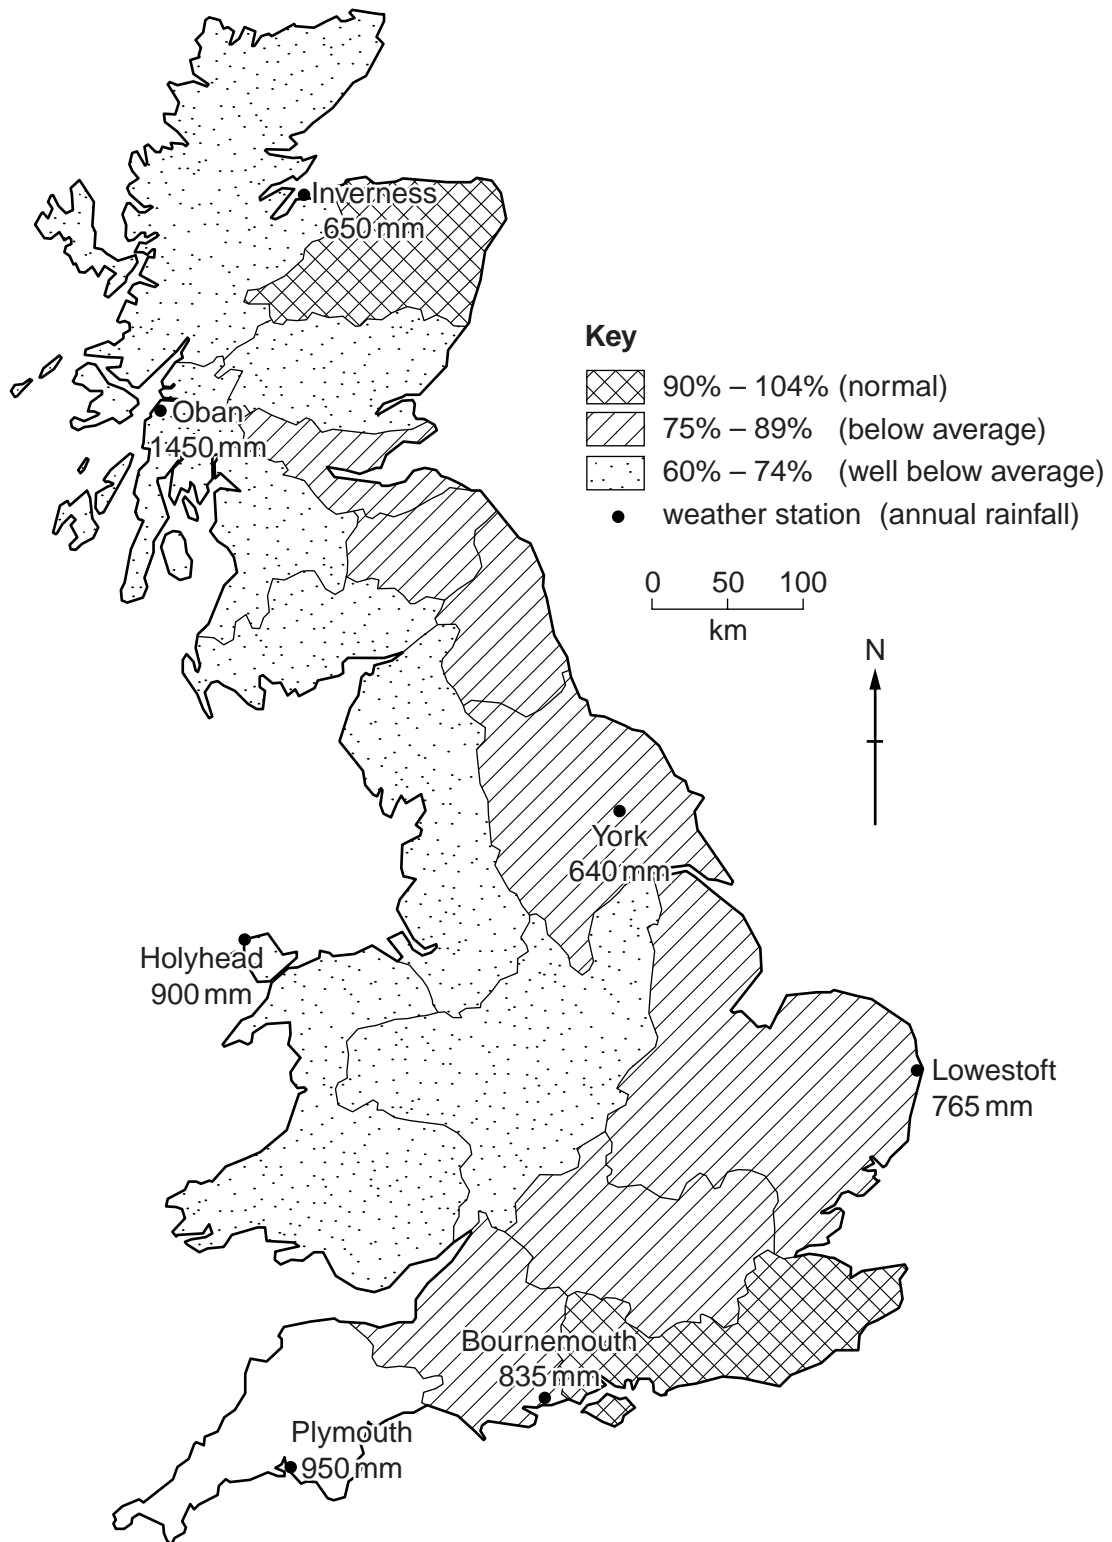 Inverness
650 mm
Key
90% – 104% (normal)
75% – 89% (below average)
60% – 74% (well below average)
weather station (annual rainfall)
Oban
1450 mm
0 50 100
km
N
York
640 mm
Holyhead
900 mm
Lowestoft
765 mm
Bournemouth
835 mm
Plymouth
950 mm